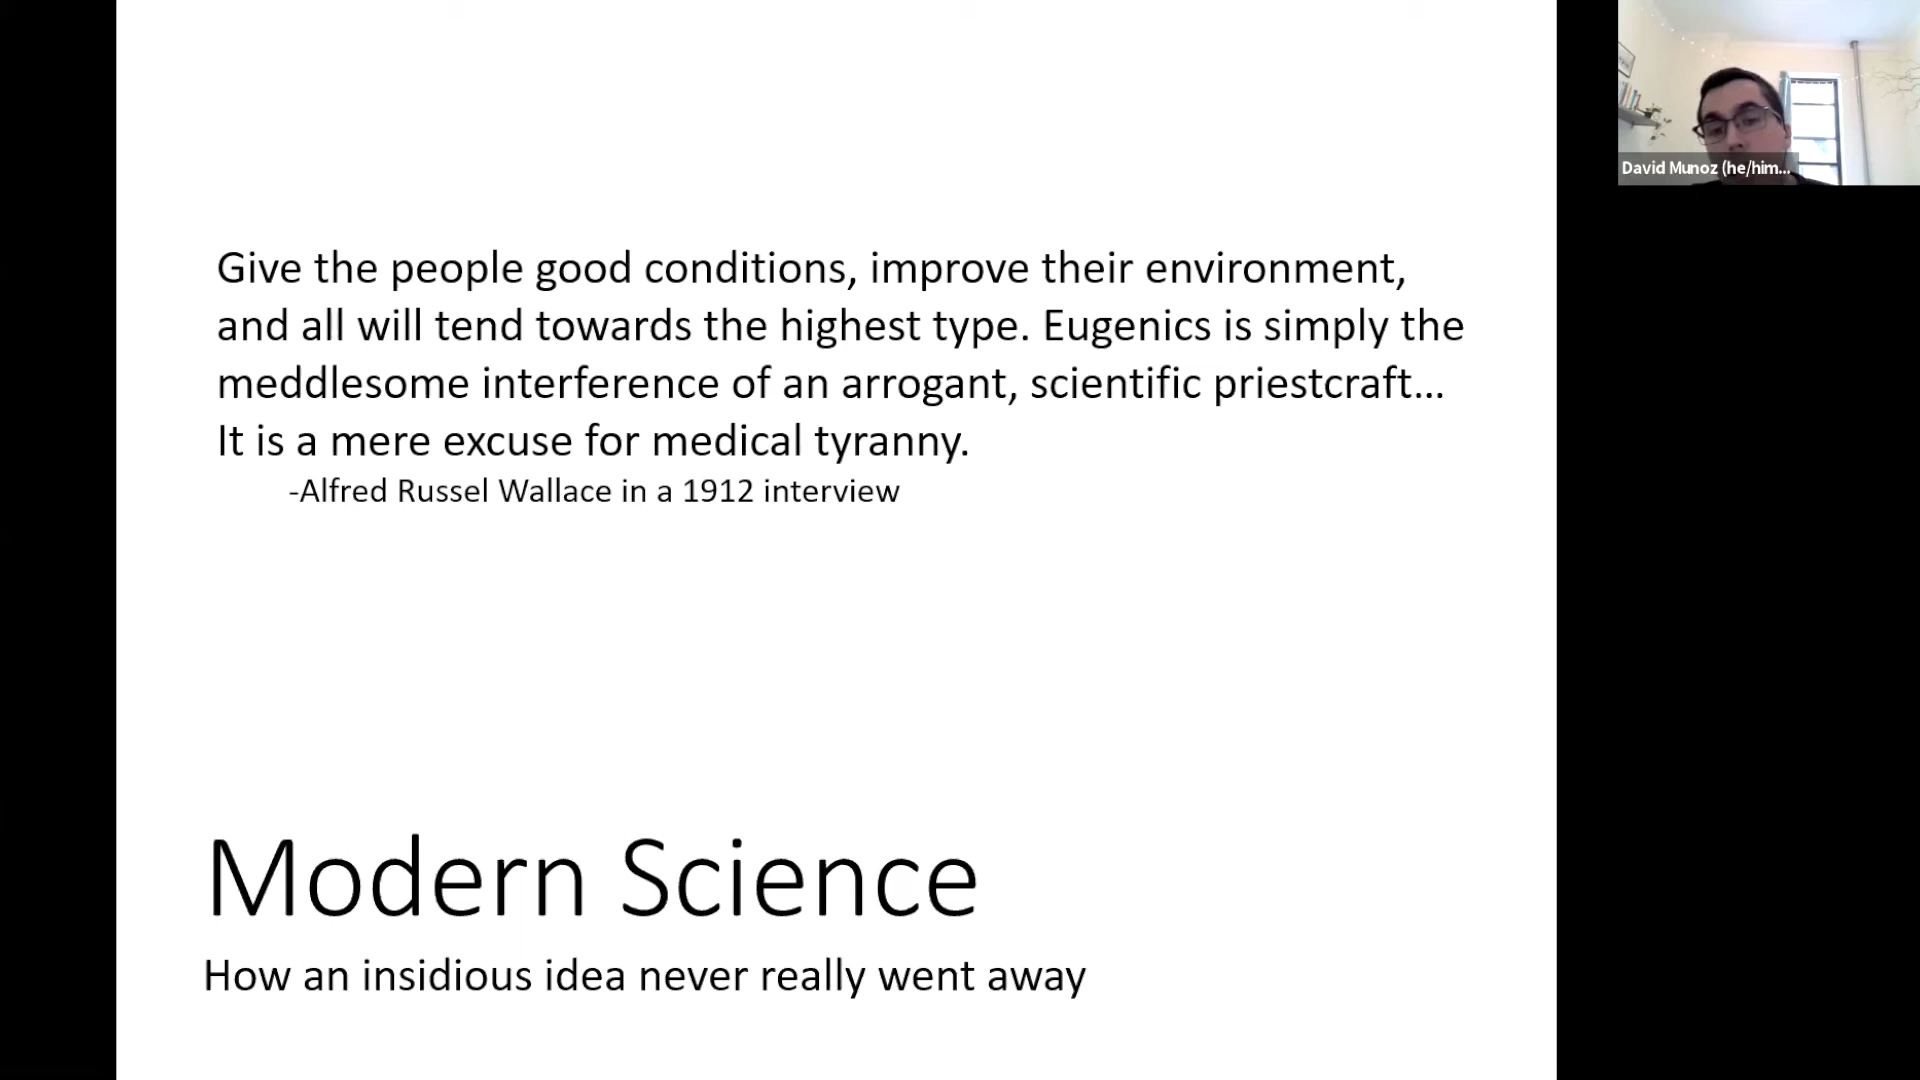 Give the people good conditions, improve their environment,
and all will tend towards the highest type. Eugenics is simply the
meddlesome interference of an arrogant, scientific priestcraft...
It is a mere excuse for medical tyranny.
-Alfred Russel Wallace in a 1912 interview
Modern Science
How an insidious idea never really went away
David Munoz (he/him...